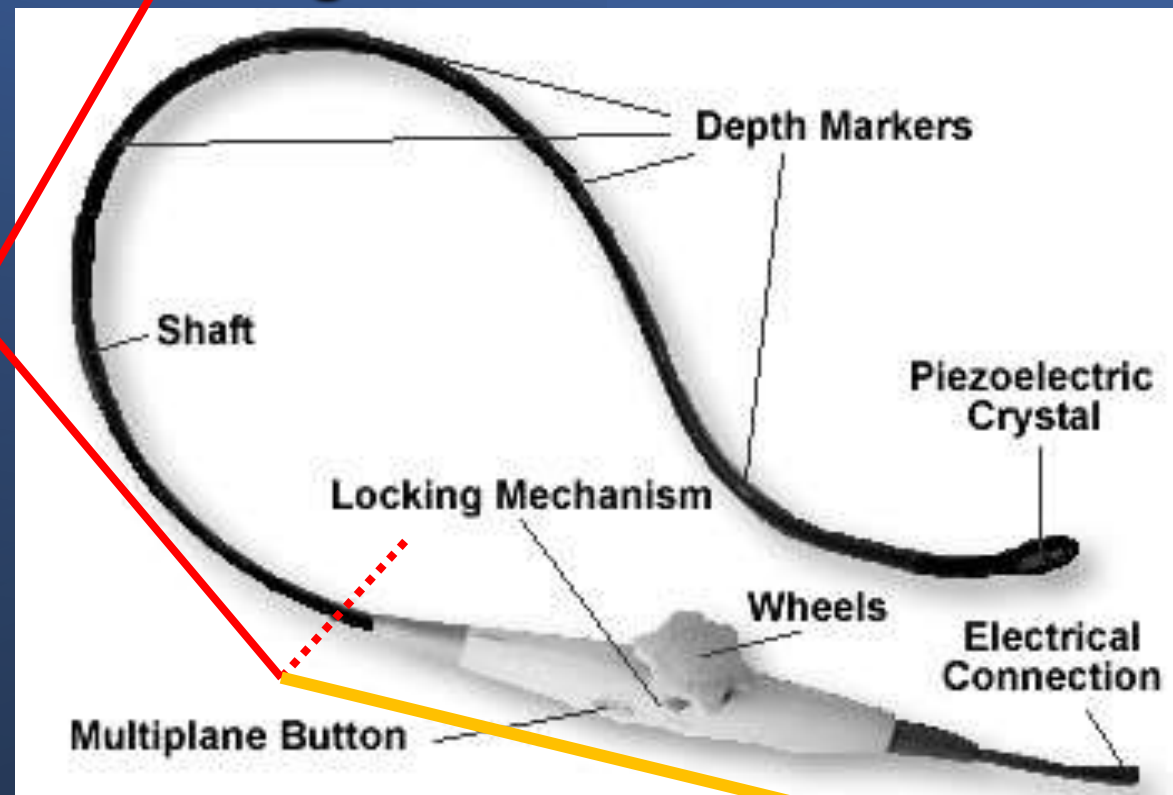 Depth Markers
Shaft
Piezoelectric
Crystal
Locking Mechanism
Wheels
Electrical
Connection
Multiplane Button